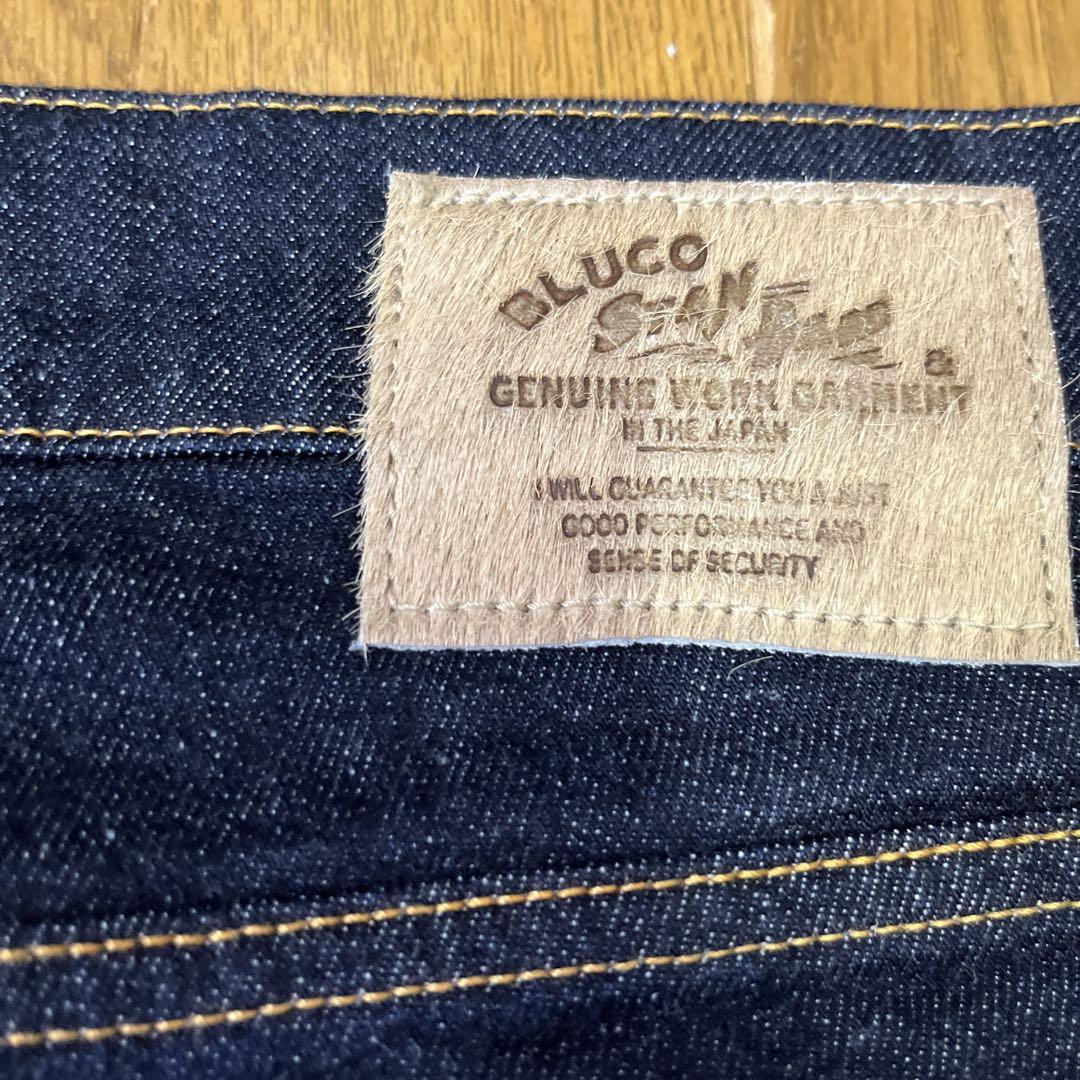 BLUCO
&
GENUINE WORK GARMENT
IN THE JAPAN
I WILL GUARANTEE YOU A JUST
GOOD PERFORMANCE AND
SENSE OF SECURITY